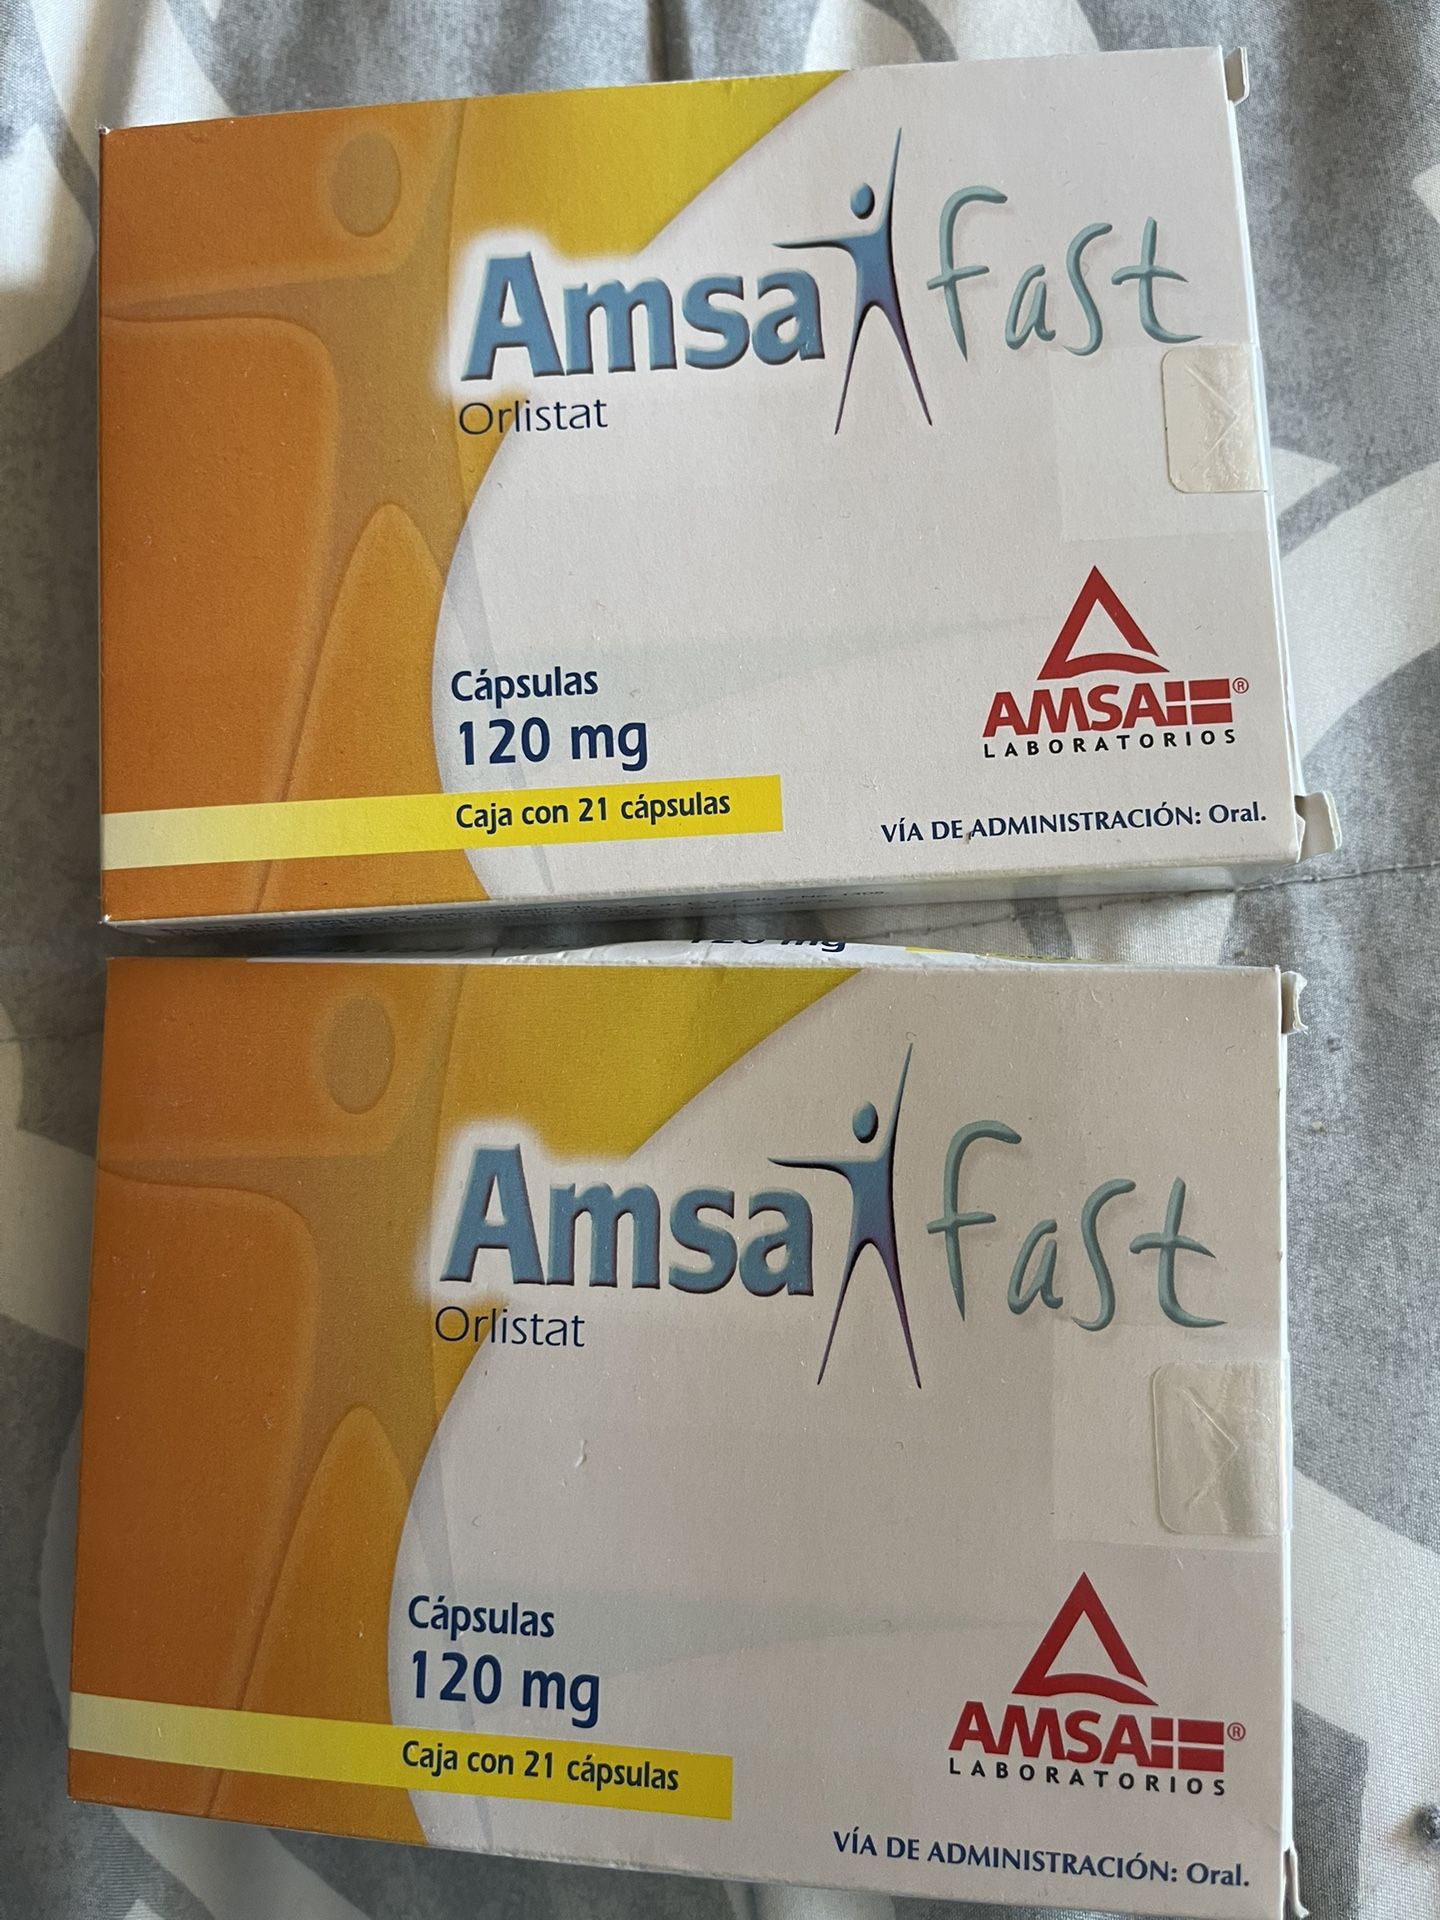 Amsa fast
Orlistat
Cápsulas
120 mg
Caja con 21 cápsulas
AMSA®
LABORATORIOS
VÍA DE ADMINISTRACIÓN: Oral.
120 mg
Amsa fast
Orlistat
Cápsulas
120 mg
Caja con 21 cápsulas
AMSA®
LABORATORIOS
VÍA DE ADMINISTRACIÓN: Oral.